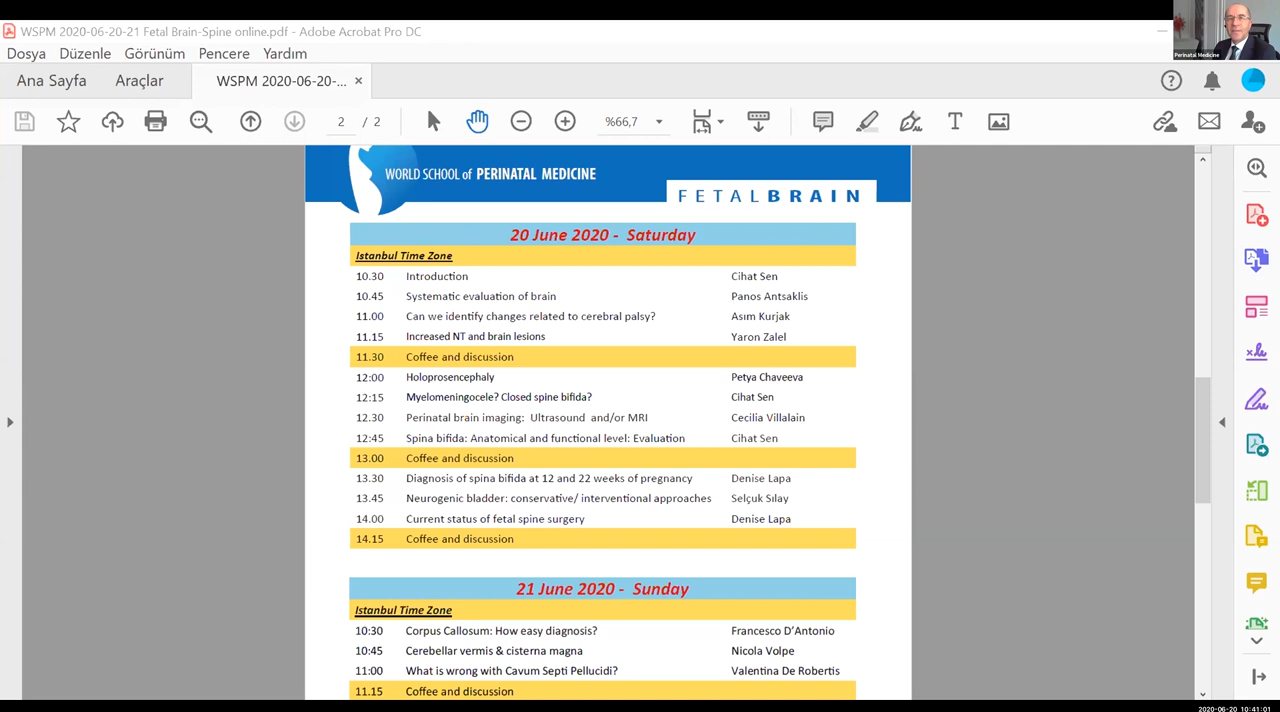 WSPM 2020-06-20-21 Fetal Brain-Spine online.pdf - Adobe Acrobat Pro DC
Perinatal Medicine
Dosya Düzenle Görünüm Pencere Yardım
Ana Sayfa Araçlar WSPM 2020-06-20-... ×
2 / 2 %66,7
WORLD SCHOOL of PERINATAL MEDICINE
FETALBRAIN
20 June 2020 - Saturday
Istanbul Time Zone
10.30 Introduction Cihat Sen
10.45 Systematic evaluation of brain Panos Antsaklis
11.00 Can we identify changes related to cerebral palsy? Asım Kurjak
11.15 Increased NT and brain lesions Yaron Zalel
11.30 Coffee and discussion
12:00 Holoprosencephaly Petya Chaveeva
12:15 Myelomeningocele? Closed spine bifida? Cihat Sen
12.30 Perinatal brain imaging: Ultrasound and/or MRI Cecilia Villalain
12:45 Spina bifida: Anatomical and functional level: Evaluation Cihat Sen
13.00 Coffee and discussion
13.30 Diagnosis of spina bifida at 12 and 22 weeks of pregnancy Denise Lapa
13.45 Neurogenic bladder: conservative/ interventional approaches Selçuk Sılay
14.00 Current status of fetal spine surgery Denise Lapa
14.15 Coffee and discussion
21 June 2020 - Sunday
Istanbul Time Zone
10:30 Corpus Callosum: How easy diagnosis? Francesco D’Antonio
10:45 Cerebellar vermis & cisterna magna Nicola Volpe
11:00 What is wrong with Cavum Septi Pellucidi? Valentina De Robertis
11.15 Coffee and discussion
2020-06-20 10:41:01